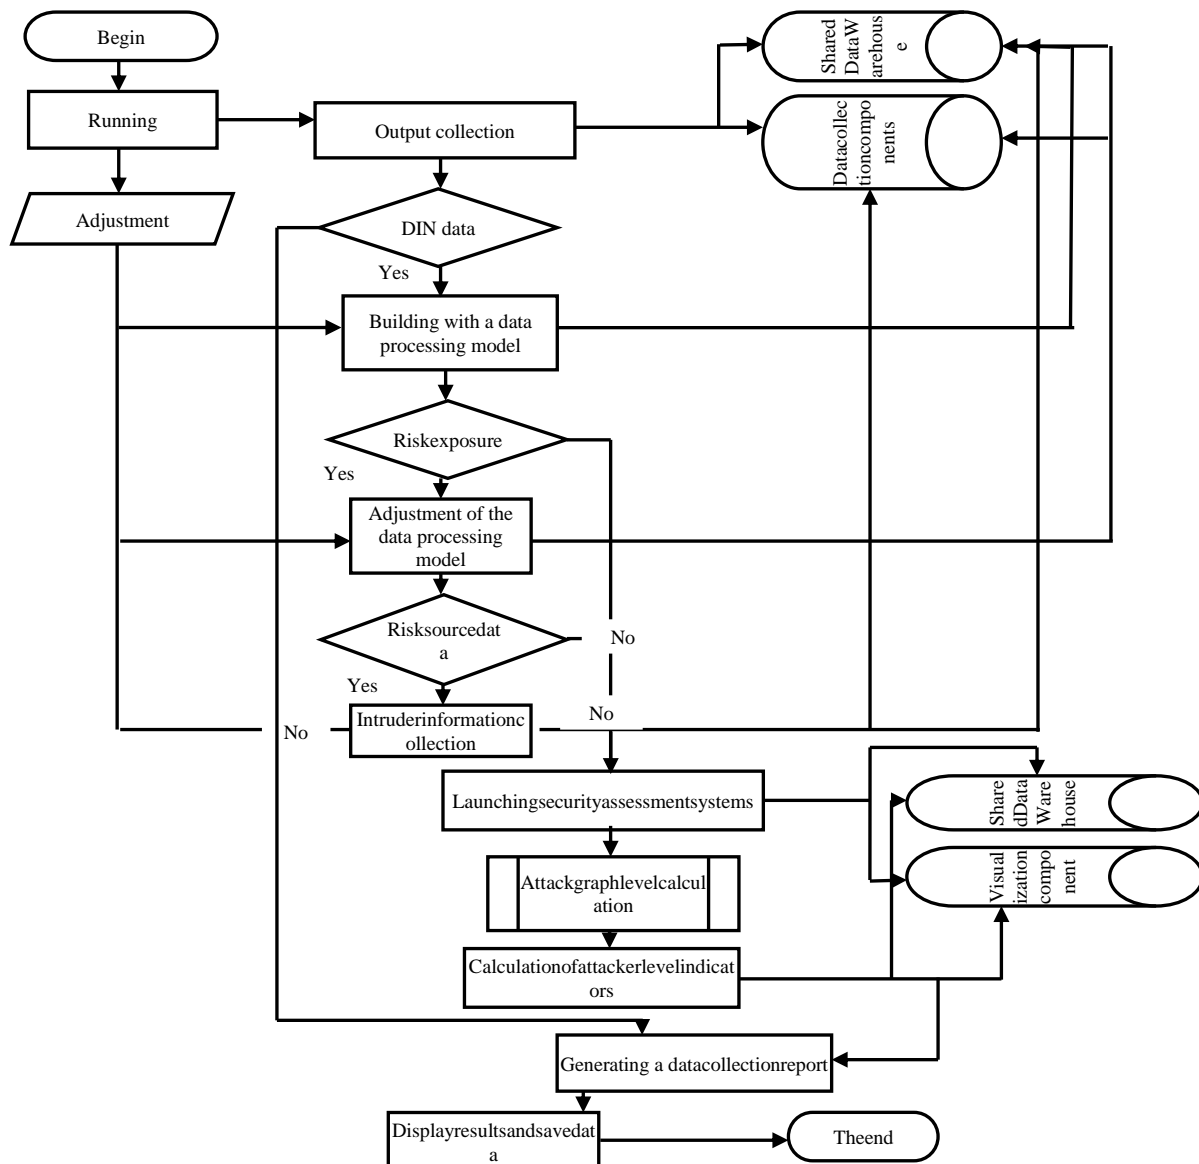 Begin
Shared
DataW
arehous
e
Running
Output collection
Datacollec
tioncompo
nents
Adjustment
DIN data
Yes
Building with a data
processing model
Riskexposure
Yes
Adjustment of the
data processing
model
Risksourcedat
a
No
Yes
Intruderinformationc
ollection
No
No
Launchingsecurityassessmentsystems
Share
dData
Ware
house
Attackgraphlevelcalcul
ation
Visual
ization
compo
nent
Calculationofattackerlevelindicat
ors
Generating a datacollectionreport
Displayresultsandsavedat
a
Theend